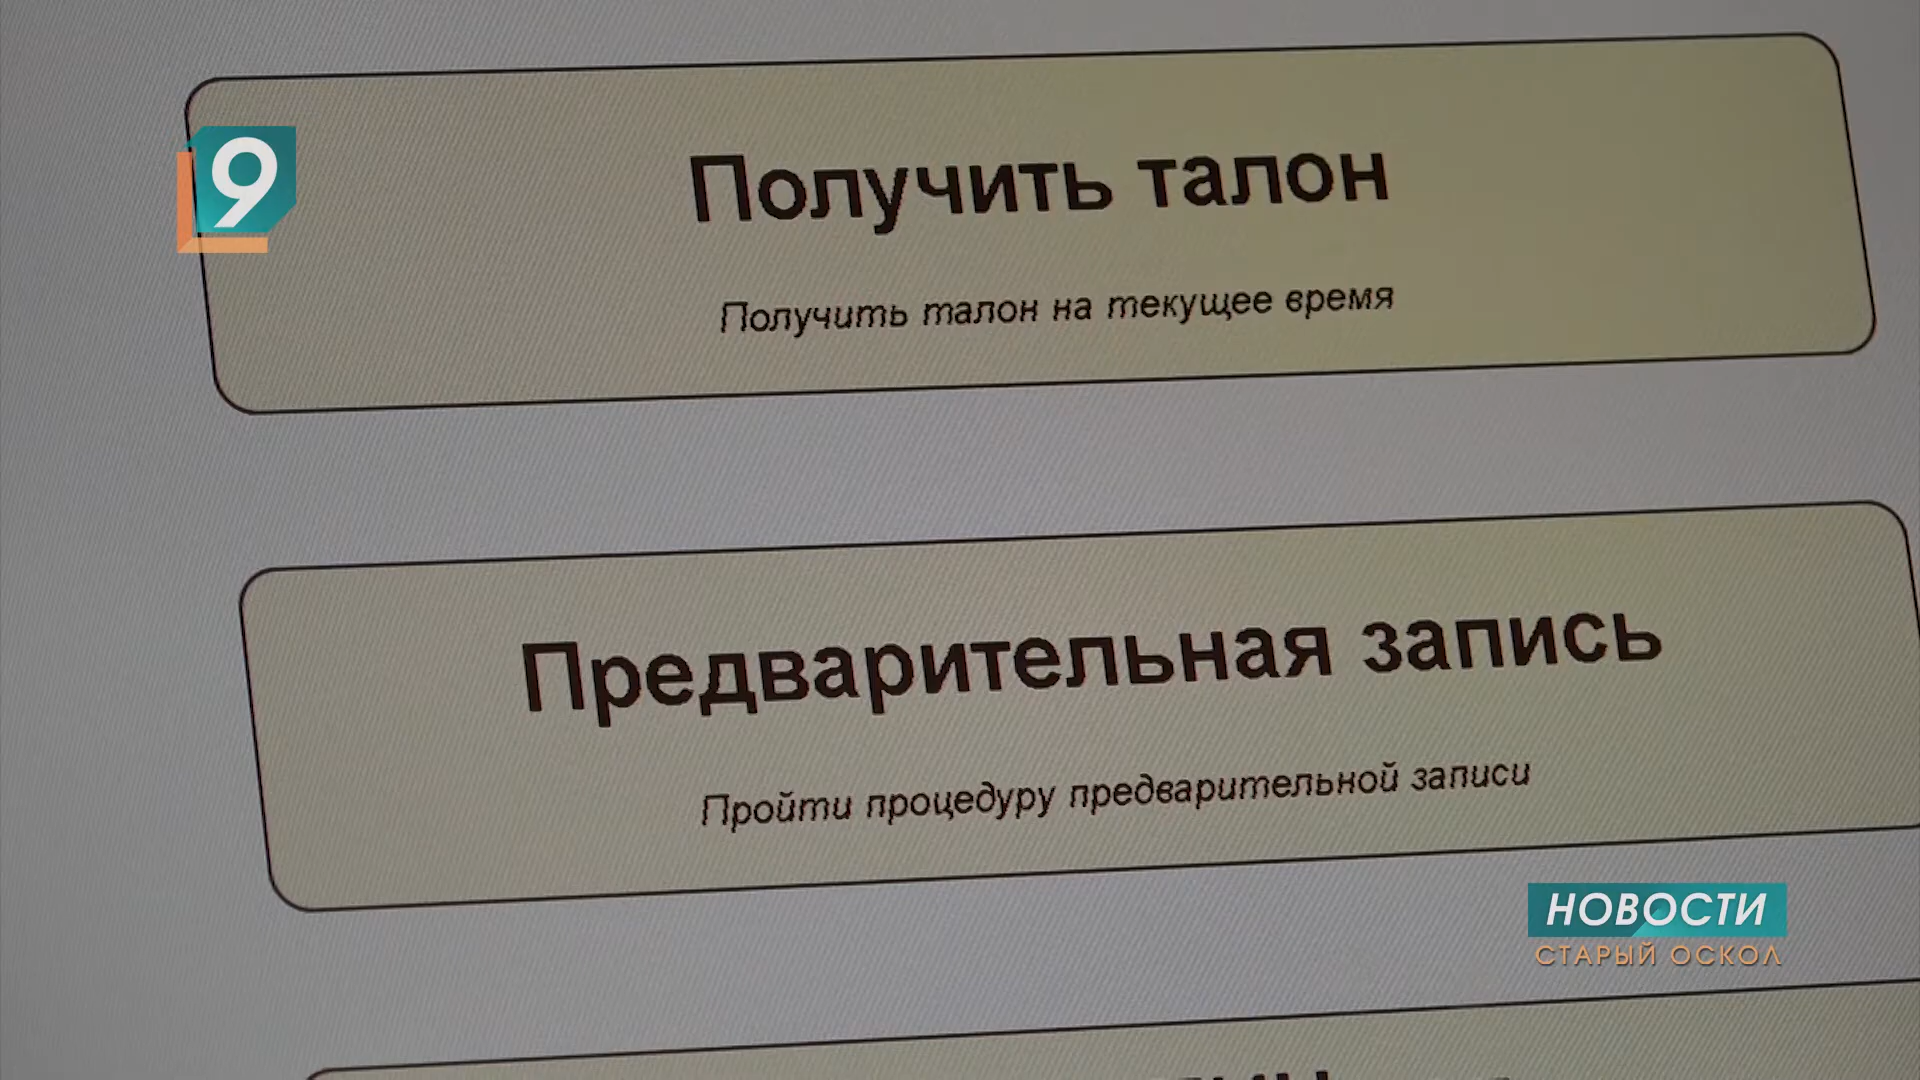 Получить талон
9
Получить талон на текущее время
Предварительная запись
Пройти процедуру предварительной записи
НОВОСТИ
СТАРЫЙ ОСКОЛ